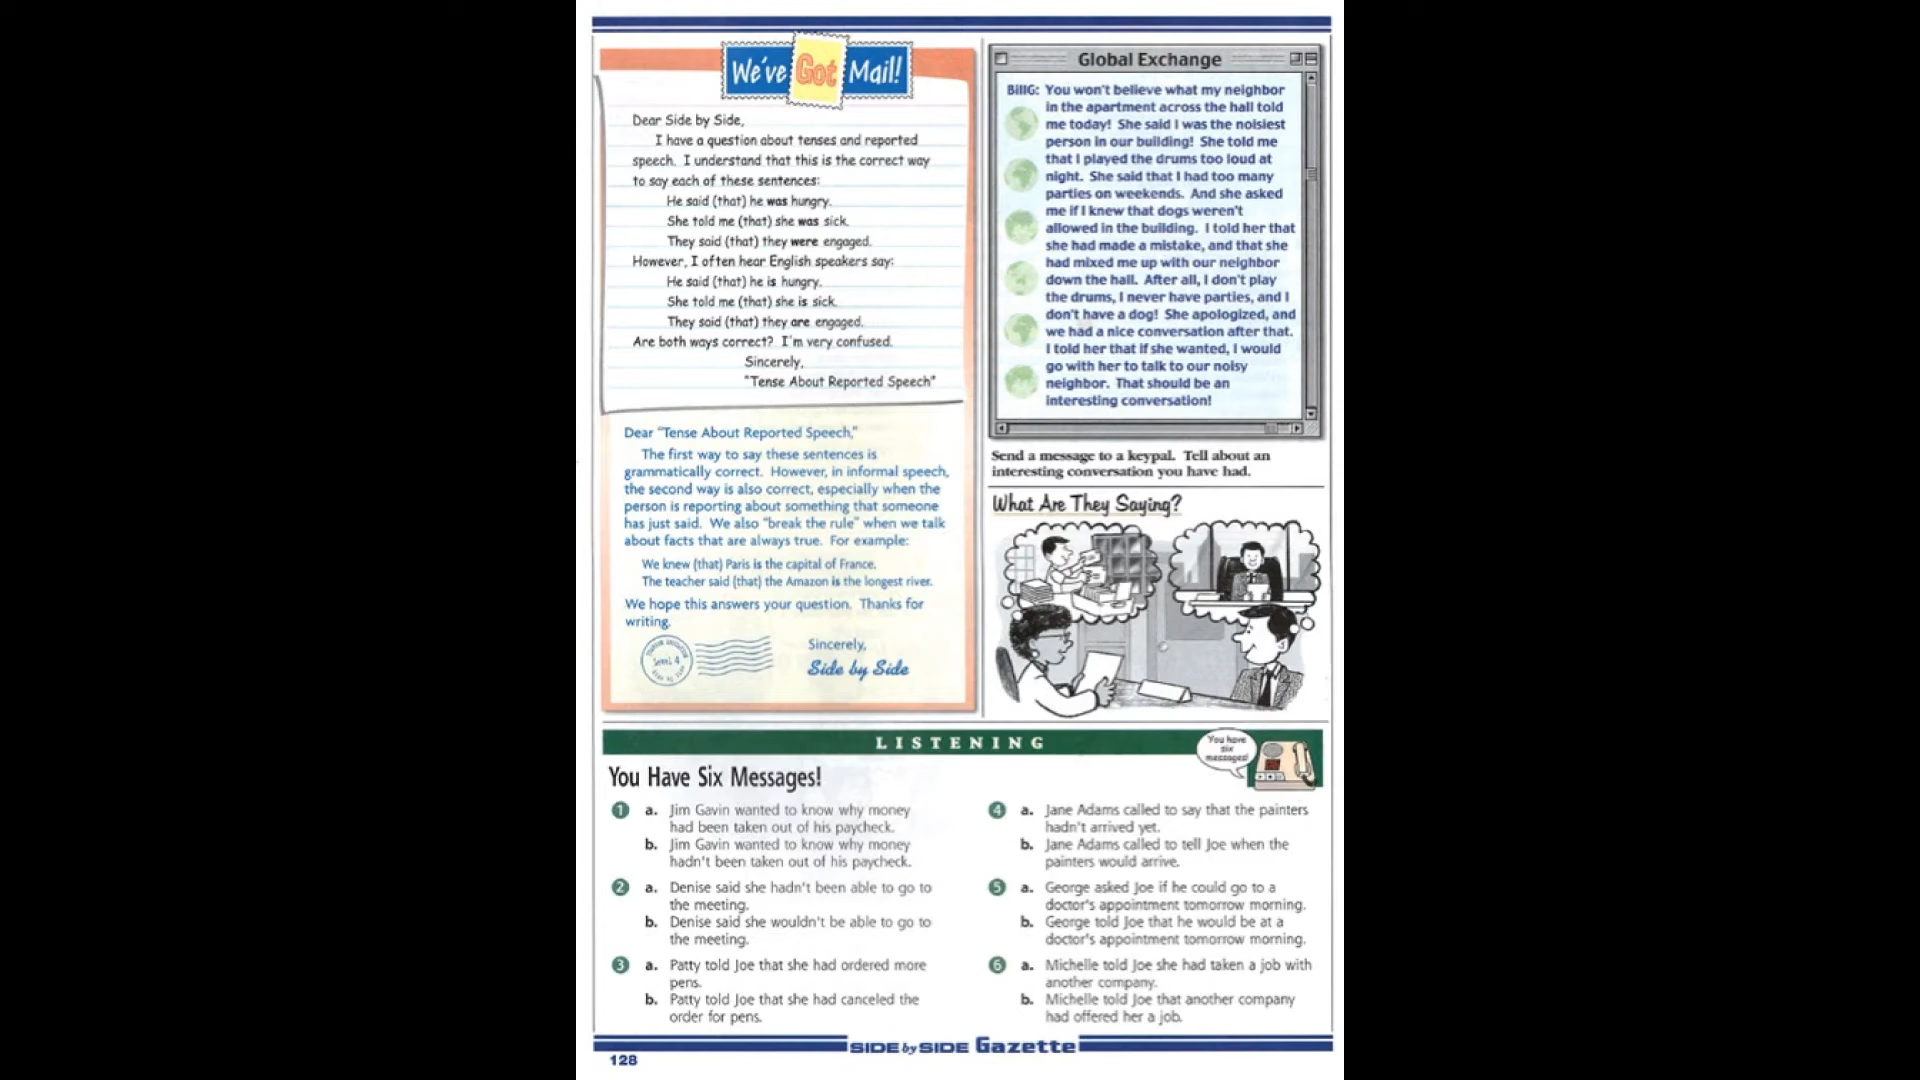 We've Got Mail!
Dear Side by Side,
I have a question about tenses and reported
speech. I understand that this is the correct way
to say each of these sentences:
He said (that) he was hungry.
She told me (that) she was sick.
They said (that) they were engaged.
However, I often hear English speakers say:
He said (that) he is hungry.
She told me (that) she is sick.
They said (that) they are engaged.
Are both ways correct? I'm very confused.
Sincerely,
"Tense About Reported Speech"
Dear "Tense About Reported Speech,"
The first way to say these sentences is
grammatically correct. However, in informal speech,
the second way is also correct, especially when the
person is reporting about something that someone
has just said. We also "break the rule" when we talk
about facts that are always true. For example:
We knew (that) Paris is the capital of France.
The teacher said (that) the Amazon is the longest river.
We hope this answers your question. Thanks for
writing.
Level 4
Sincerely,
Side by Side
Global Exchange
BillG: You won't believe what my neighbor
in the apartment across the hall told
me today! She said I was the noisiest
person in our building! She told me
that I played the drums too loud at
night. She said that I had too many
parties on weekends. And she asked
me if I knew that dogs weren't
allowed in the building. I told her that
she had made a mistake, and that she
had mixed me up with our neighbor
down the hall. After all, I don't play
the drums, I never have parties, and I
don't have a dog! She apologized, and
we had a nice conversation after that.
I told her that if she wanted, I would
go with her to talk to our noisy
neighbor. That should be an
interesting conversation!
Send a message to a keypal. Tell about an
interesting conversation you have had.
What Are They Saying?
LISTENING
You have
six
messages!
You Have Six Messages!
1 a. Jim Gavin wanted to know why money
had been taken out of his paycheck.
b. Jim Gavin wanted to know why money
hadn't been taken out of his paycheck.
2 a. Denise said she hadn't been able to go to
the meeting.
b. Denise said she wouldn't be able to go to
the meeting.
3 a. Patty told Joe that she had ordered more
pens.
b. Patty told Joe that she had canceled the
order for pens.
4 a. Jane Adams called to say that the painters
hadn't arrived yet.
b. Jane Adams called to tell Joe when the
painters would arrive.
5 a. George asked Joe if he could go to a
doctor's appointment tomorrow morning.
b. George told Joe that he would be at a
doctor's appointment tomorrow morning.
6 a. Michelle told Joe she had taken a job with
another company.
b. Michelle told Joe that another company
had offered her a job.
SIDE by SIDE Gazette
128